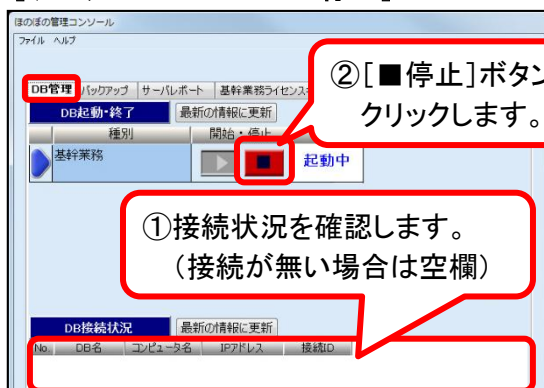 ほのぼの管理コンソール
ファイル ヘルプ
DB管理 バックアップ サーバレポート 基幹業務ライセンス
②[■停止]ボタン
クリックします。
DB起動・終了 最新の情報に更新
種別 開始・停止
基幹業務 起動中
①接続状況を確認します。
（接続が無い場合は空欄）
DB接続状況 最新の情報に更新
No. DB名 コンピュータ名 IPアドレス 接続ID